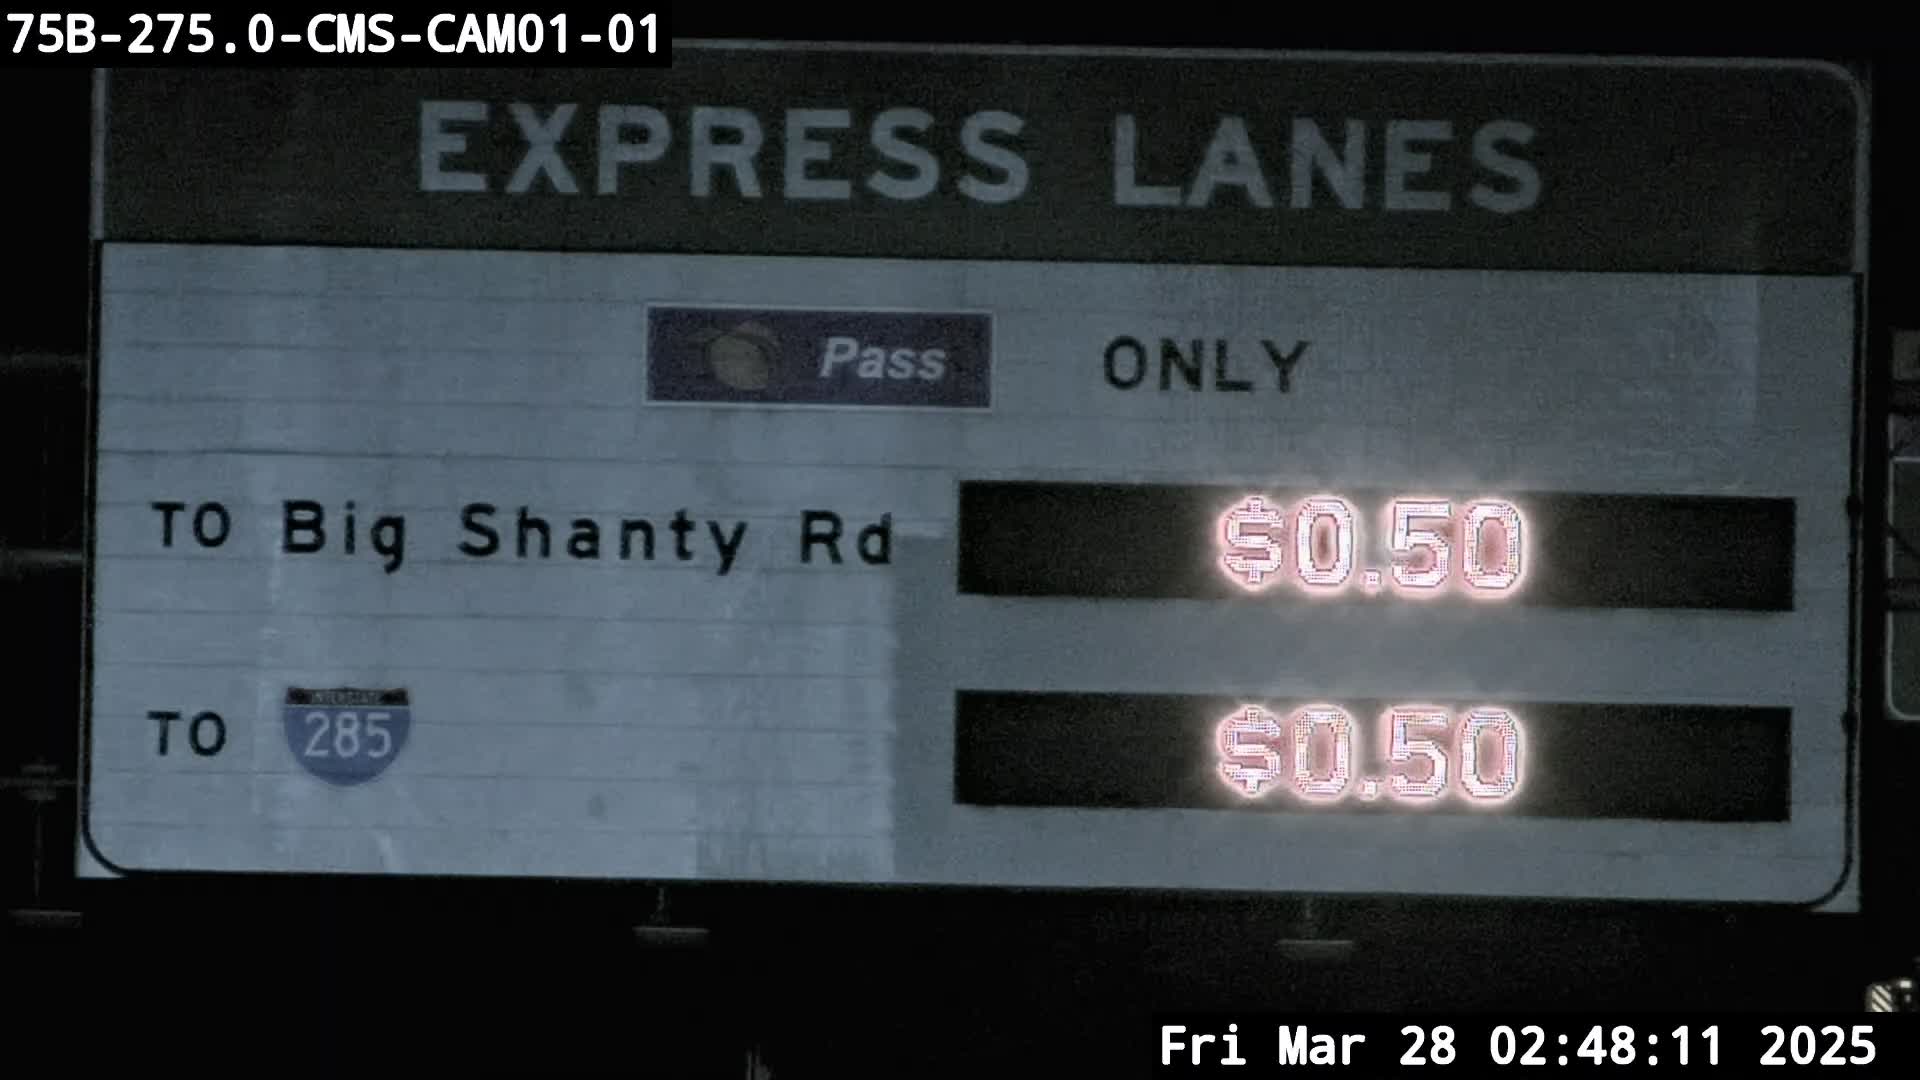 75B-275.0-CMS-CAM01-01
EXPRESS LANES
Pass ONLY
TO Big Shanty Rd $0.50
TO INTERSTATE 285 $0.50
Fri Mar 28 02:48:11 2025